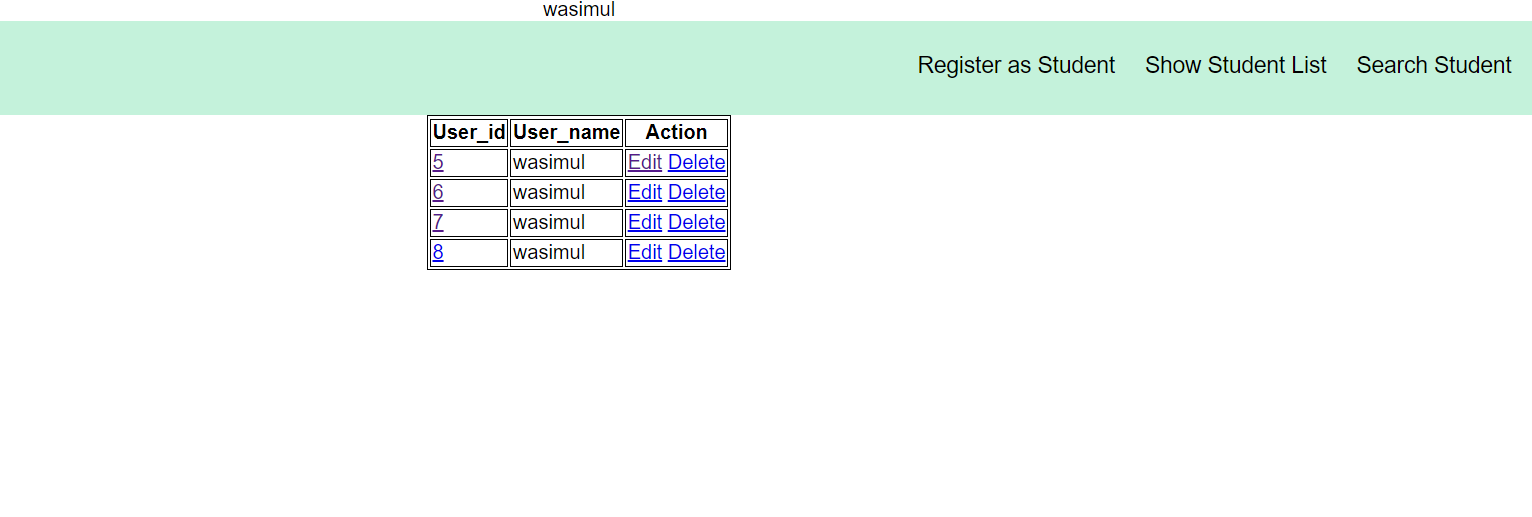 wasimul
Register as Student Show Student List Search Student
User_id User_name Action
5 wasimul Edit Delete
6 wasimul Edit Delete
7 wasimul Edit Delete
8 wasimul Edit Delete